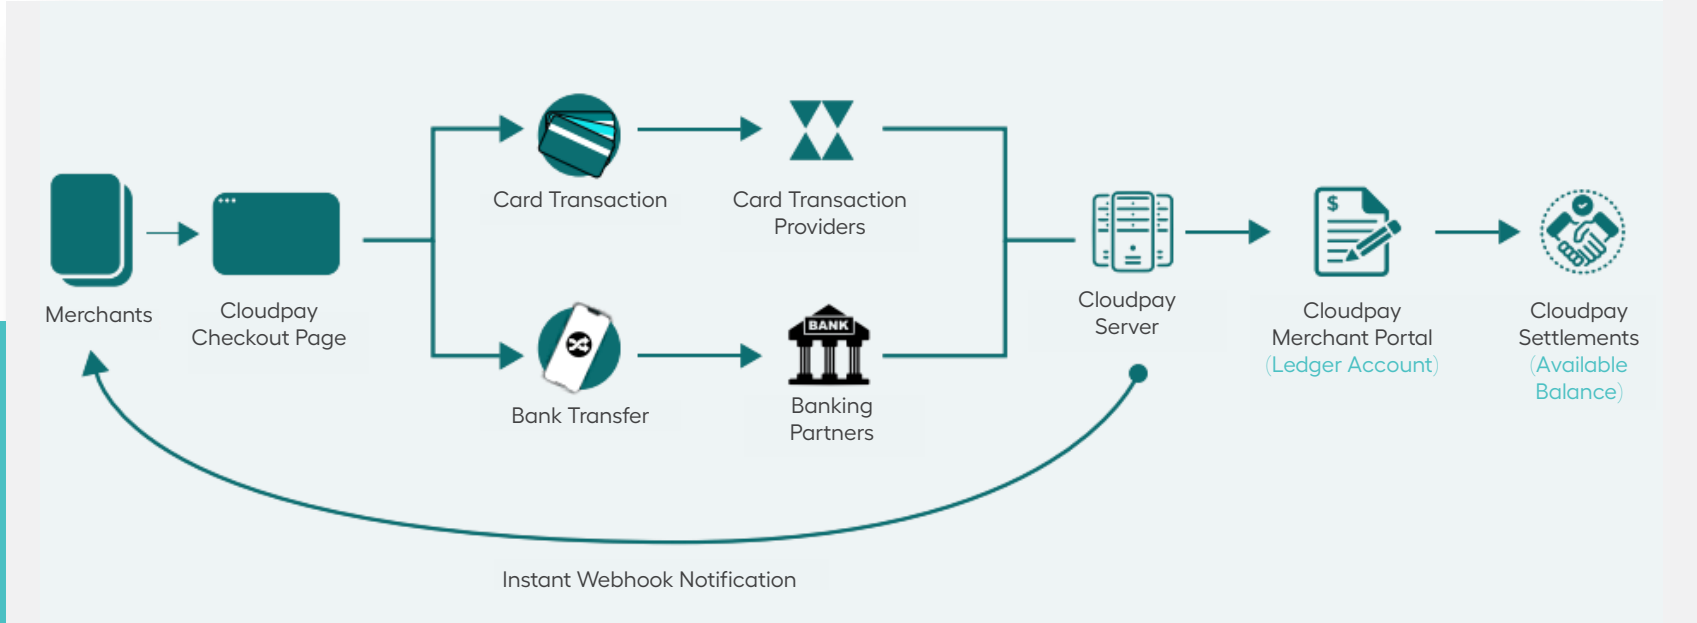 Card Transaction
Card Transaction
Providers
$
Merchants
Cloudpay
Checkout Page
BANK
Bank Transfer
Banking
Partners
Cloudpay
Server
Cloudpay
Merchant Portal
(Ledger Account)
Cloudpay
Settlements
(Available
Balance)
Instant Webhook Notification